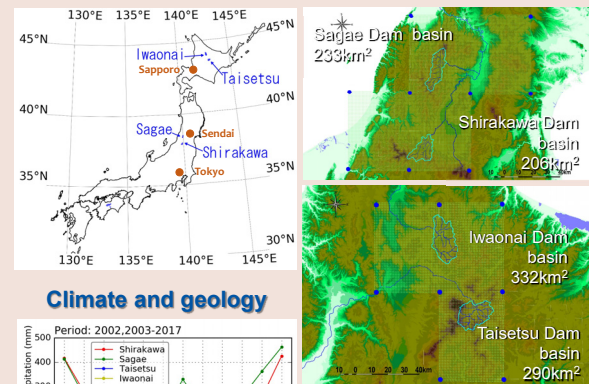 130°E 135°E 140°E 145°E
45°N
45°N
Iwaonai
Sapporo
Taisetsu
40°N
40°N
Sagae
Sendai
Shirakawa
35°N
35°N
Tokyo
30°N
130°E 135°E 140°E 145°E
Sagae Dam basin
233km²
Shirakawa Dam
basin
206km²
Iwaonai Dam
basin
332km²
Taisetsu Dam
basin
290km²
10 0 10 20 30 40km
Climate and geology
Period: 2002,2003-2017
500
400
Shirakawa
Sagae
Taisetsu
Iwaonai